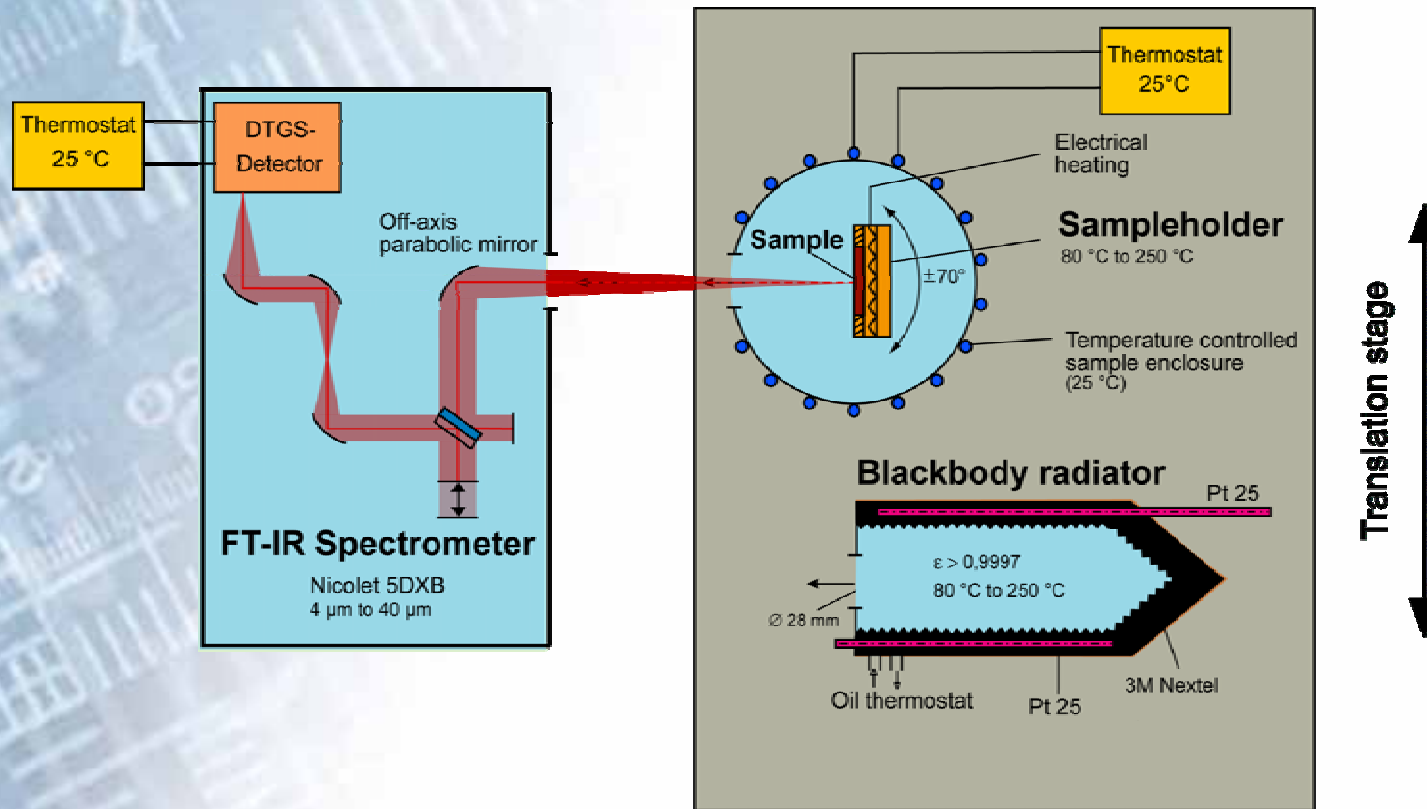 Thermostat
25 °C
DTGS-
Detector
Off-axis
parabolic mirror
FT-IR Spectrometer
Nicolet 5DXB
4 µm to 40 µm
Thermostat
25°C
Electrical
heating
Sample
Sampleholder
80 °C to 250 °C
±70°
Temperature controlled
sample enclosure
(25 °C)
Blackbody radiator
Pt 25
ε > 0,9997
80 °C to 250 °C
∅ 28 mm
Oil thermostat
Pt 25
3M Nextel
Translation stage